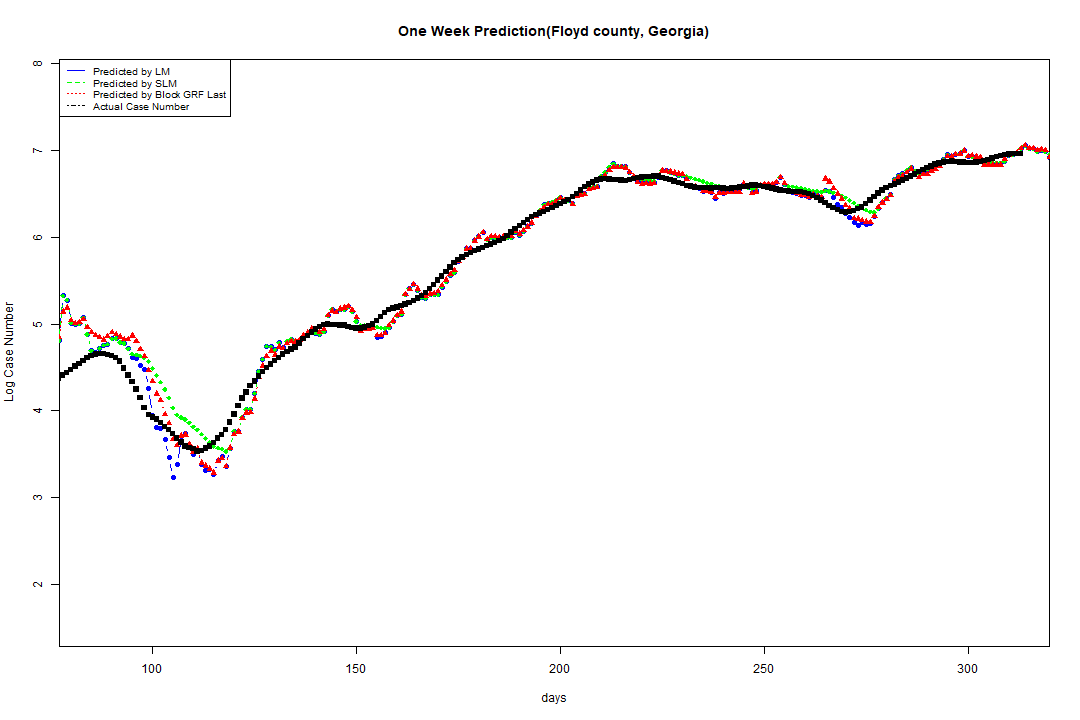 One Week Prediction(Floyd county, Georgia)
Predicted by LM
Predicted by SLM
Predicted by Block GRF Last
Actual Case Number
8
7
6
5
4
3
2
Log Case Number
100 150 200 250 300
days